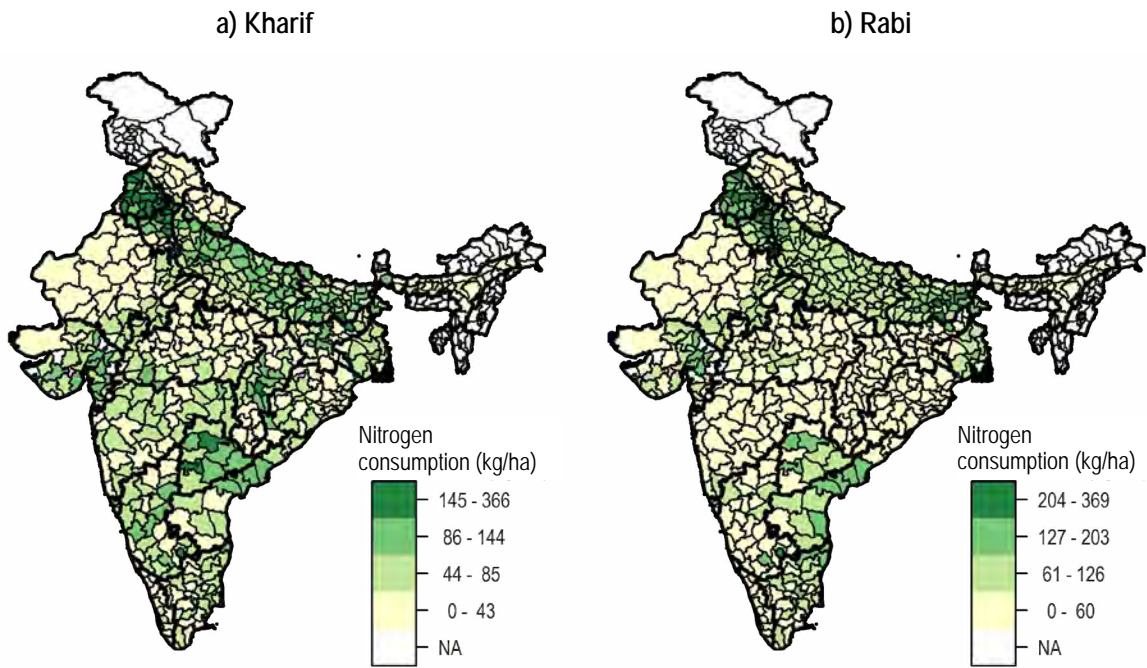 a) Kharif
b) Rabi
Nitrogen
consumption (kg/ha)
145 - 366
86 - 144
44 - 85
0 - 43
NA
Nitrogen
consumption (kg/ha)
204 - 369
127 - 203
61 - 126
0 - 60
NA